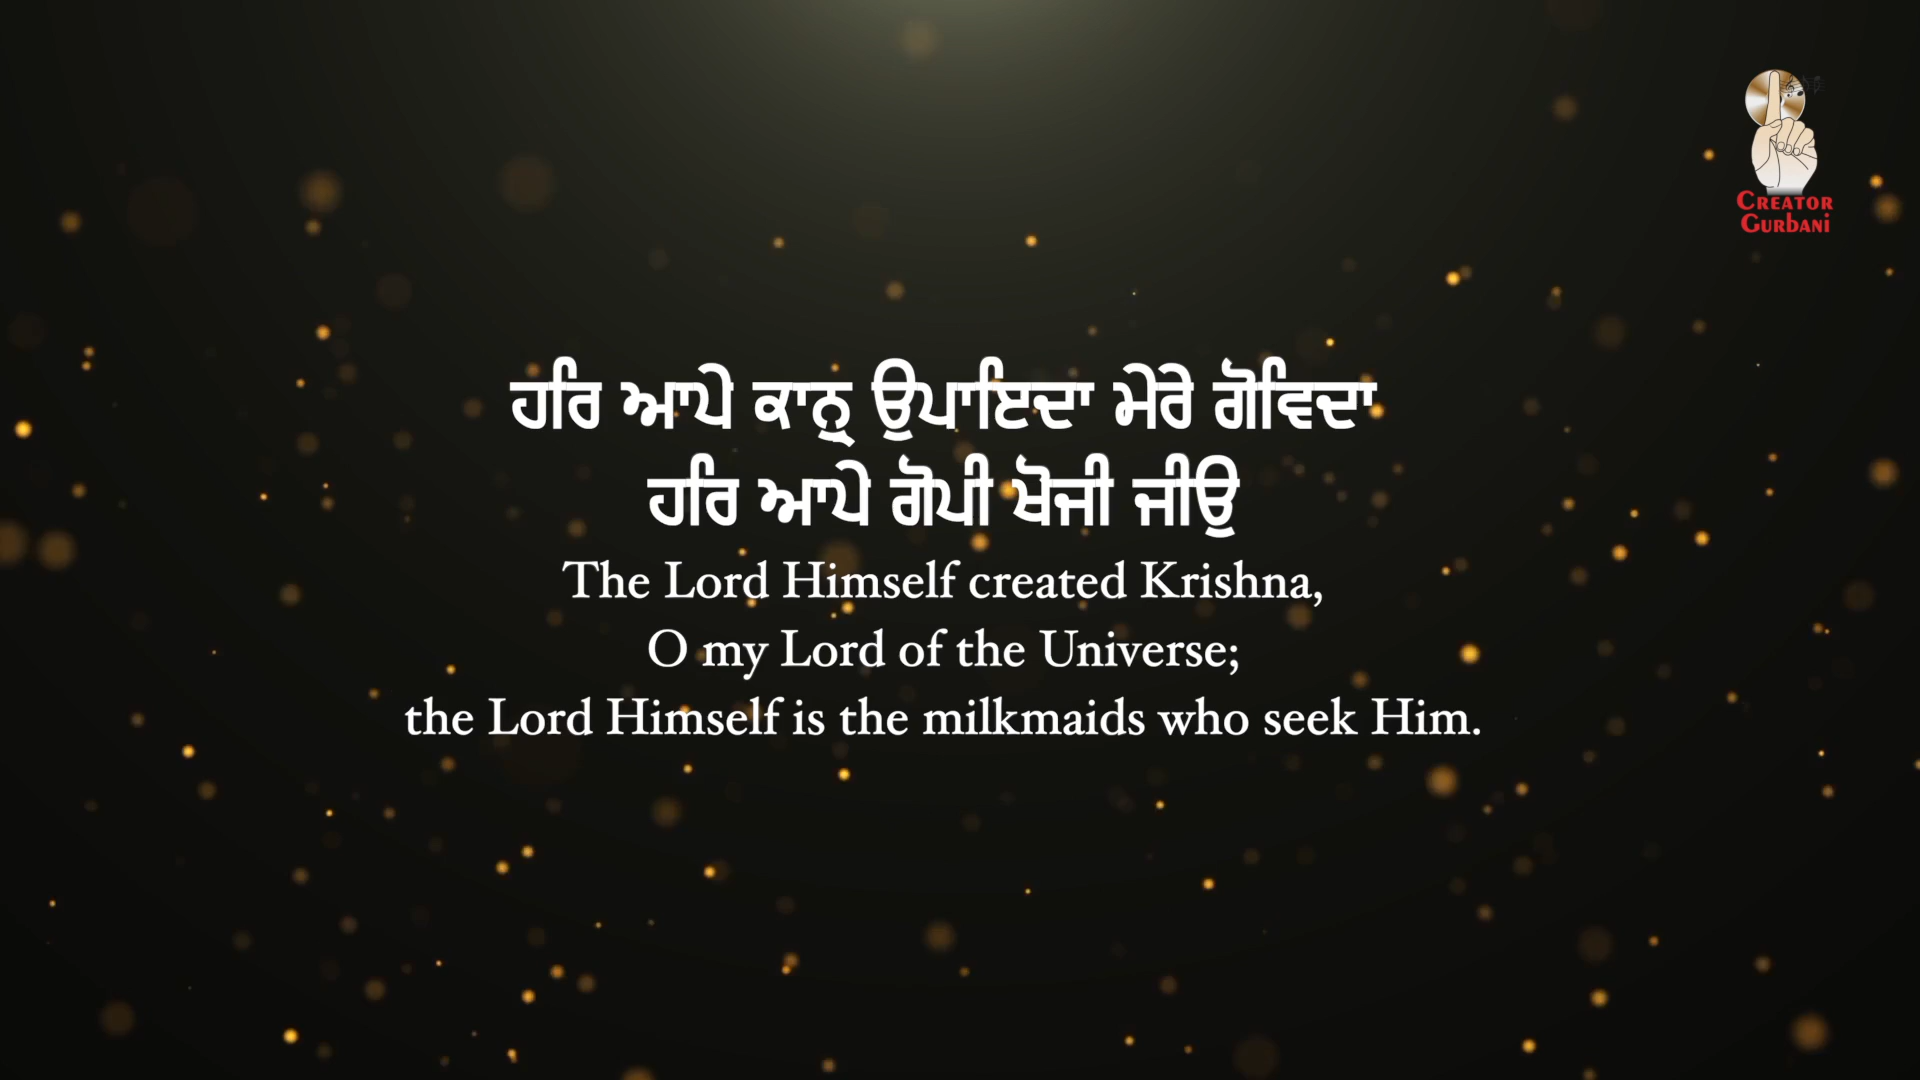 ਹਰਿ ਆਪੇ ਕਾਨੑ ਉਪਾਇਦਾ ਮੇਰੇ ਗੋਵਿਦਾ
ਹਰਿ ਆਪੇ ਗੋਪੀ ਖੋਜੀ ਜੀਉ
The Lord Himself created Krishna,
O my Lord of the Universe;
the Lord Himself is the milkmaids who seek Him.
CREATOR
GURBANI